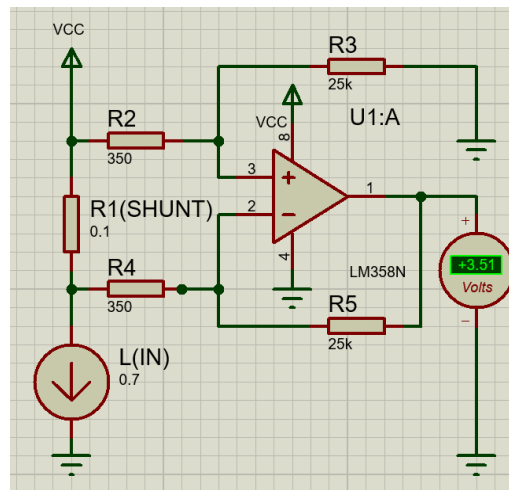 VCC
R3
25k
U1:A
R2
350
VCC
8
3
+
1
2
−
4
R1(SHUNT)
0.1
LM358N
+
+3.51
Volts
−
R4
350
R5
25k
L(IN)
0.7